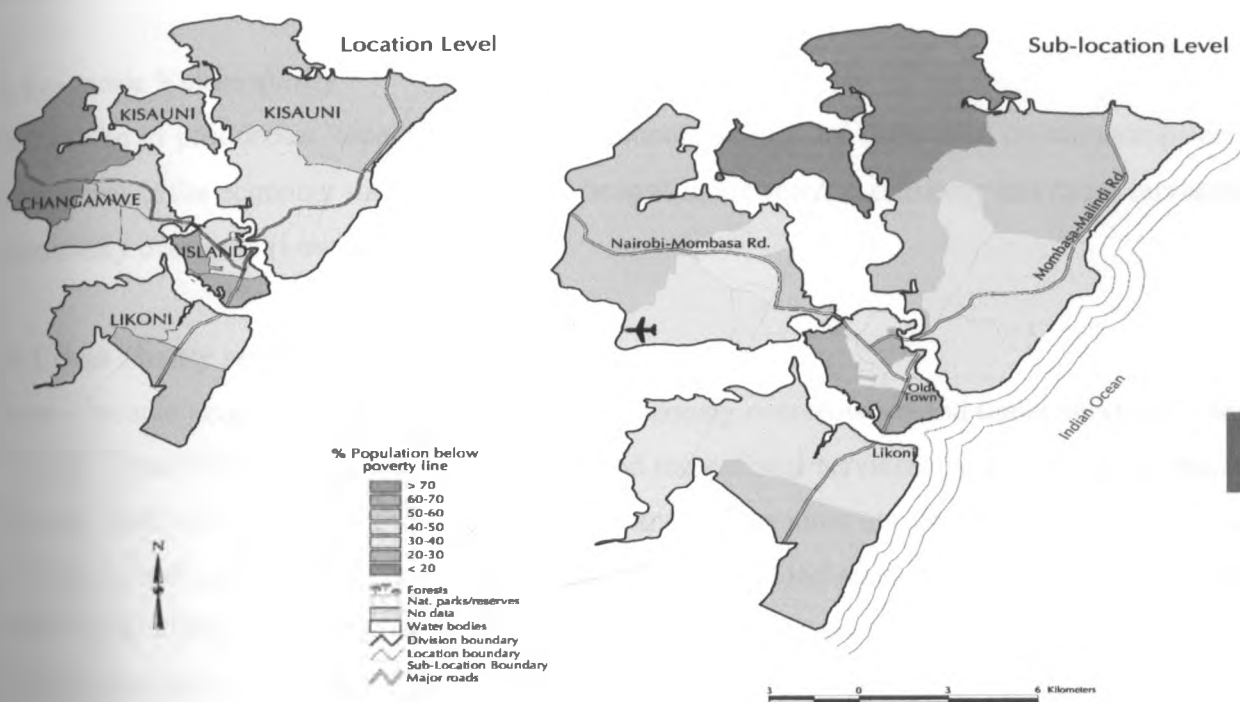 Location Level
KISAUNI
KISAUNI
CHANGAMWE
ISLAND
LIKONI
% Population below
poverty line
> 70
60-70
50-60
40-50
30-40
20-30
< 20
Forests
Nat. parks/reserves
No data
Water bodies
Division boundary
Location boundary
Sub-Location Boundary
Major roads
N
Sub-location Level
Nairobi-Mombasa Rd.
Mombasa-Malindi Rd.
Old
Town
Likoni
Indian Ocean
3 0 3 6 Kilometers